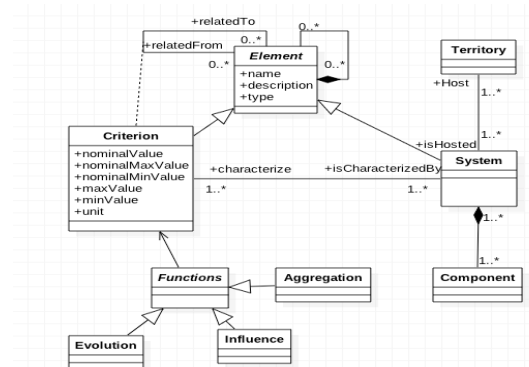 +relatedTo
0..*
0..*
+relatedFrom
0..*
0..*
Element
+name
+description
+type
Territory
+Host
1..*
1..*
+isHosted
Criterion
+nominalValue
+nominalMaxValue
+nominalMinValue
+maxValue
+minValue
+unit
+characterize
+isCharacterizedBy
1..*
1..*
System
1..*
1..*
Functions
Aggregation
Component
Evolution
Influence